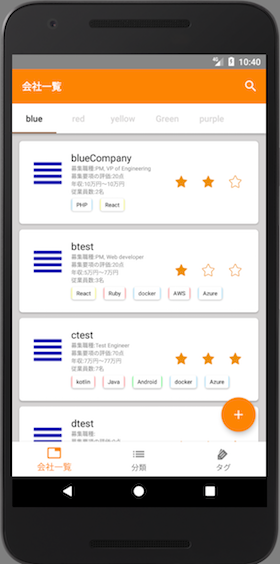 10:40
会社一覧
blue red yellow Green purple
blueCompany
募集職種:PM, VP of Engineering
募集要項の評価:20点
年収:10万円〜10万円
従業員数:2名
PHP React
btest
募集職種:PM, Web developer
募集要項の評価:20点
年収:5万円〜7万円
従業員数:3名
React Ruby docker AWS Azure
ctest
募集職種:Test Engineer
募集要項の評価:70点
年収:7万円〜77万円
従業員数:7名
kotlin Java Android docker Azure
dtest
募集職種:
会社一覧 分類 タグ